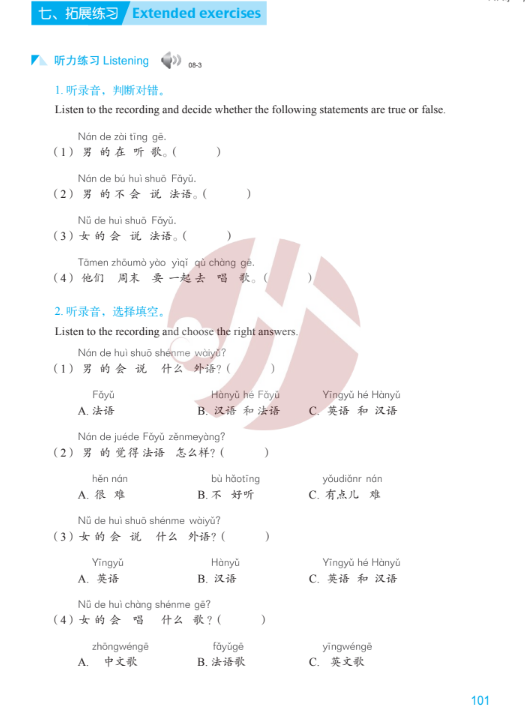 七、拓展练习 Extended exercises
听力练习 Listening 08-3
1. 听录音，判断对错。
Listen to the recording and decide whether the following statements are true or false.
Nán de zài tīng gē.
（1）男 的 在 听 歌。（ ）
Nán de bú huì shuō Fǎyǔ.
（2）男 的 不 会 说 法语。（ ）
Nǚ de huì shuō Fǎyǔ.
（3）女 的 会 说 法语。（ ）
Tāmen zhōumò yào yìqǐ qù chàng gē.
（4）他们 周末 要 一起 去 唱 歌。（ ）
2. 听录音，选择填空。
Listen to the recording and choose the right answers.
Nán de huì shuō shénme wàiyǔ?
（1）男 的 会 说 什么 外语?（ ）
Fǎyǔ Hànyǔ hé Fǎyǔ Yīngyǔ hé Hànyǔ
A. 法语 B. 汉语 和 法语 C. 英语 和 汉语
Nán de juéde Fǎyǔ zěnmeyàng?
（2）男 的 觉得 法语 怎么样?（ ）
hěn nán bù hǎotīng yǒudiǎnr nán
A. 很 难 B. 不 好听 C. 有点儿 难
Nǚ de huì shuō shénme wàiyǔ?
（3）女 的 会 说 什么 外语?（ ）
Yīngyǔ Hànyǔ Yīngyǔ hé Hànyǔ
A. 英语 B. 汉语 C. 英语 和 汉语
Nǚ de huì chàng shénme gē?
（4）女 的 会 唱 什么 歌?（ ）
zhōngwéngē fǎyǔgē yīngwéngē
A. 中文歌 B. 法语歌 C. 英文歌
101